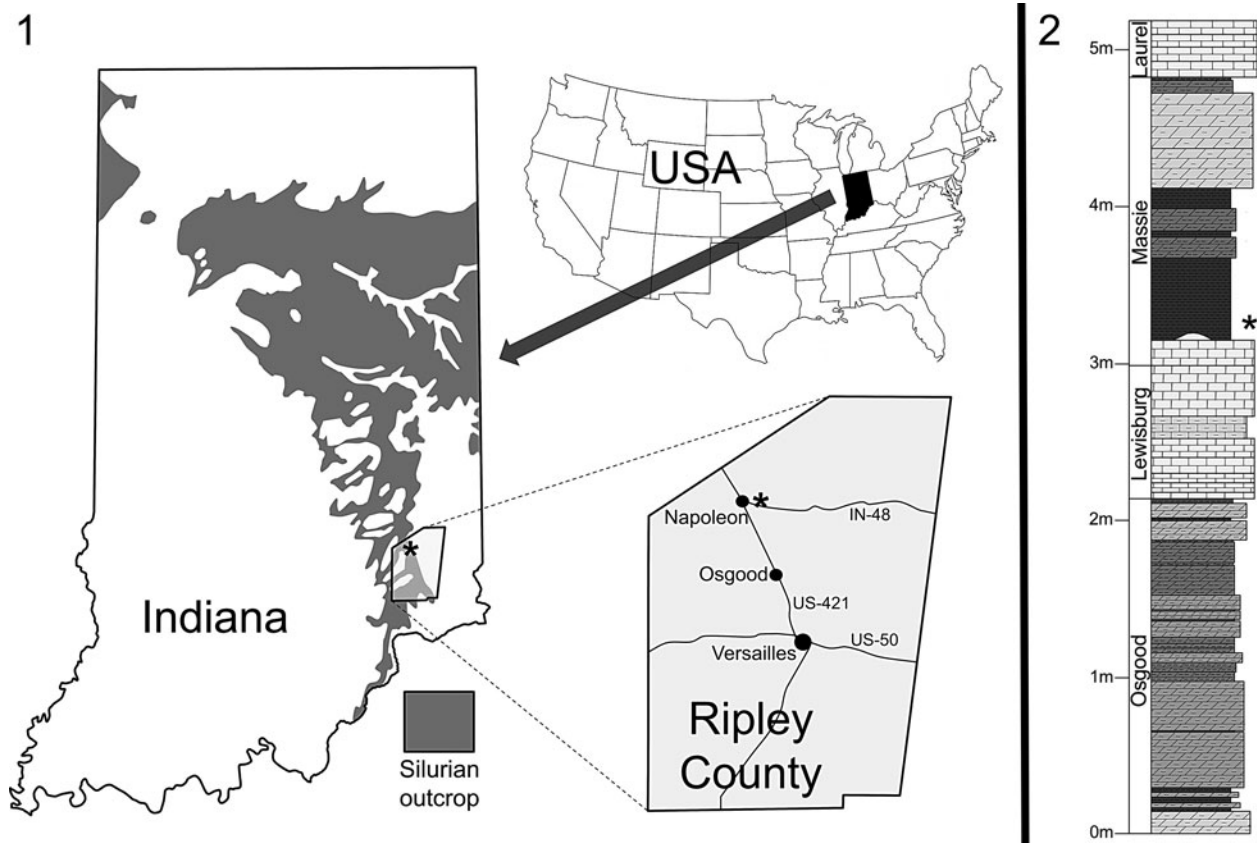 1
USA
Indiana
Silurian
outcrop
Napoleon
*
IN-48
Osgood
US-421
Versailles
US-50
Ripley
County
*
2
5m
4m
3m
2m
1m
0m
Laurel
Massie
Lewisburg
Osgood
*